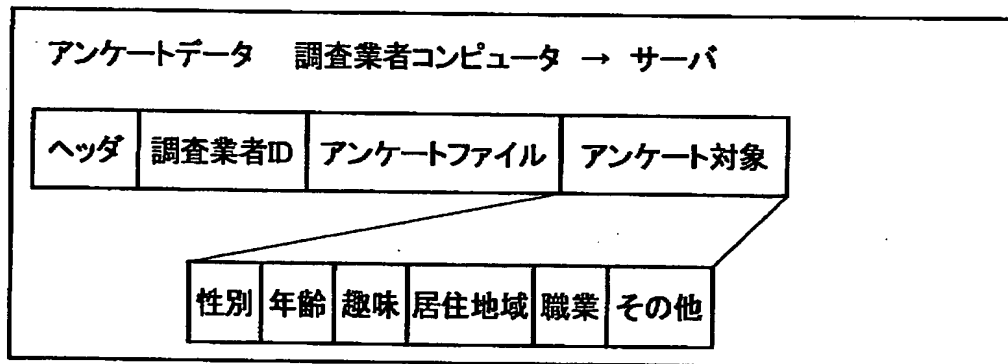 アンケートデータ 調査業者コンピュータ → サーバ
ヘッダ 調査業者ID アンケートファイル アンケート対象
性別 年齢 趣味 居住地域 職業 その他